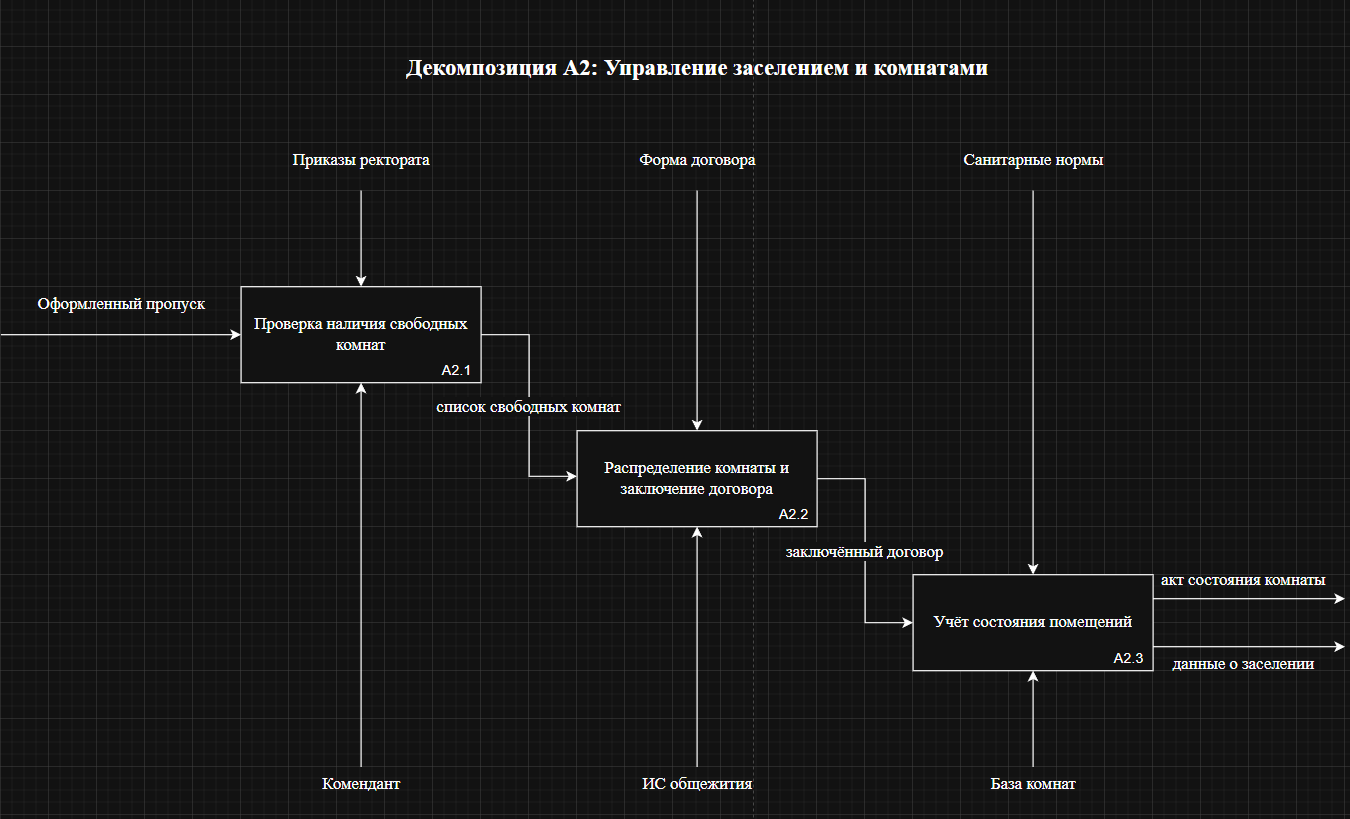 Декомпозиция A2: Управление заселением и комнатами
Приказы ректората
Форма договора
Санитарные нормы
Оформленный пропуск
Проверка наличия свободных
комнат
A2.1
список свободных комнат
Распределение комнаты и
заключение договора
A2.2
заключённый договор
акт состояния комнаты
Учёт состояния помещений
A2.3
данные о заселении
Комендант
ИС общежития
База комнат